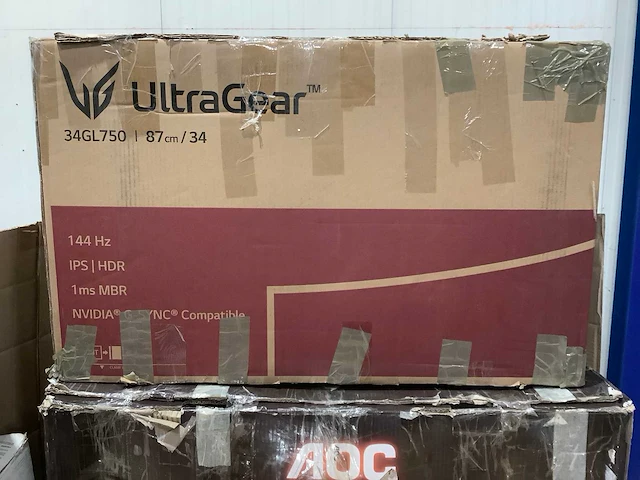 UltraGear™
34GL750 | 87cm / 34
144 Hz
IPS | HDR
1ms MBR
NVIDIA® SYNC® Compatible
AOC